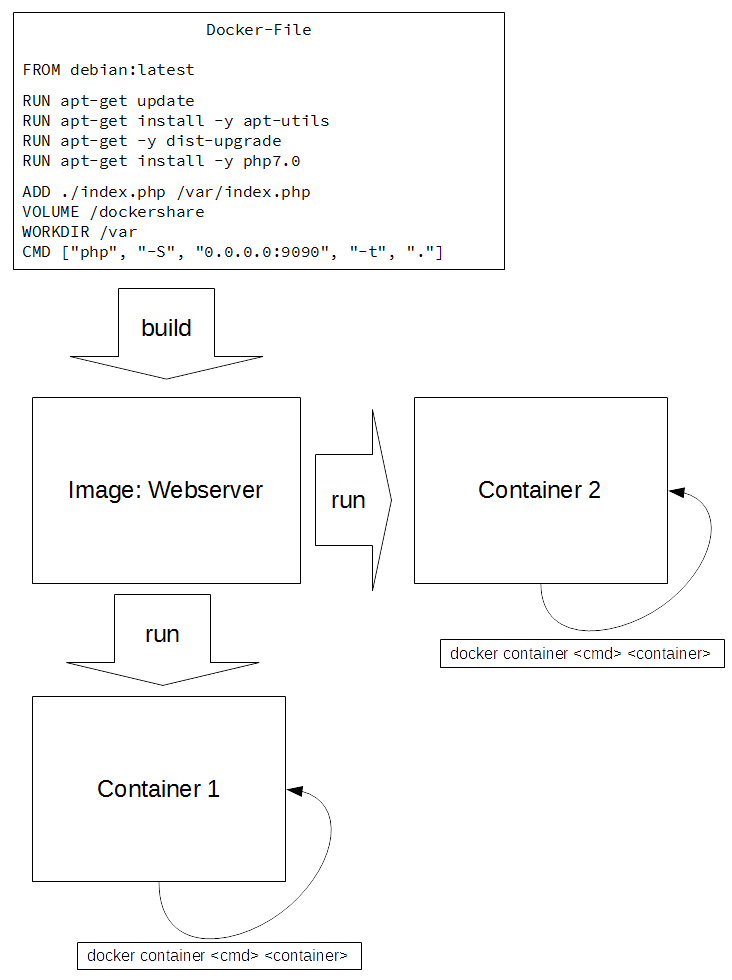 Docker-File
FROM debian:latest
RUN apt-get update
RUN apt-get install -y apt-utils
RUN apt-get -y dist-upgrade
RUN apt-get install -y php7.0
ADD ./index.php /var/index.php
VOLUME /dockershare
WORKDIR /var
CMD ["php", "-S", "0.0.0.0:9090", "-t", "."]
build
Image: Webserver
run
Container 2
docker container <cmd> <container>
run
Container 1
docker container <cmd> <container>